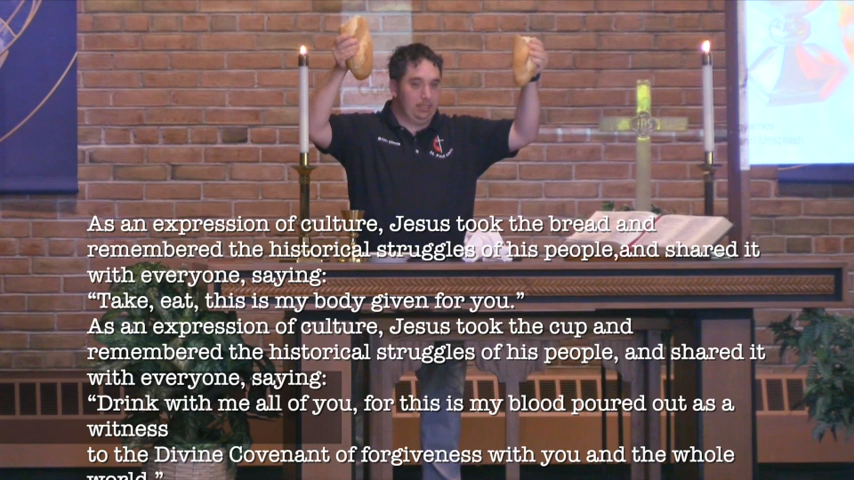 As an expression of culture, Jesus took the bread and
remembered the historical struggles of his people,and shared it
with everyone, saying:
“Take, eat, this is my body given for you.”
As an expression of culture, Jesus took the cup and
remembered the historical struggles of his people, and shared it
with everyone, saying:
“Drink with me all of you, for this is my blood poured out as a
witness
to the Divine Covenant of forgiveness with you and the whole
world.”